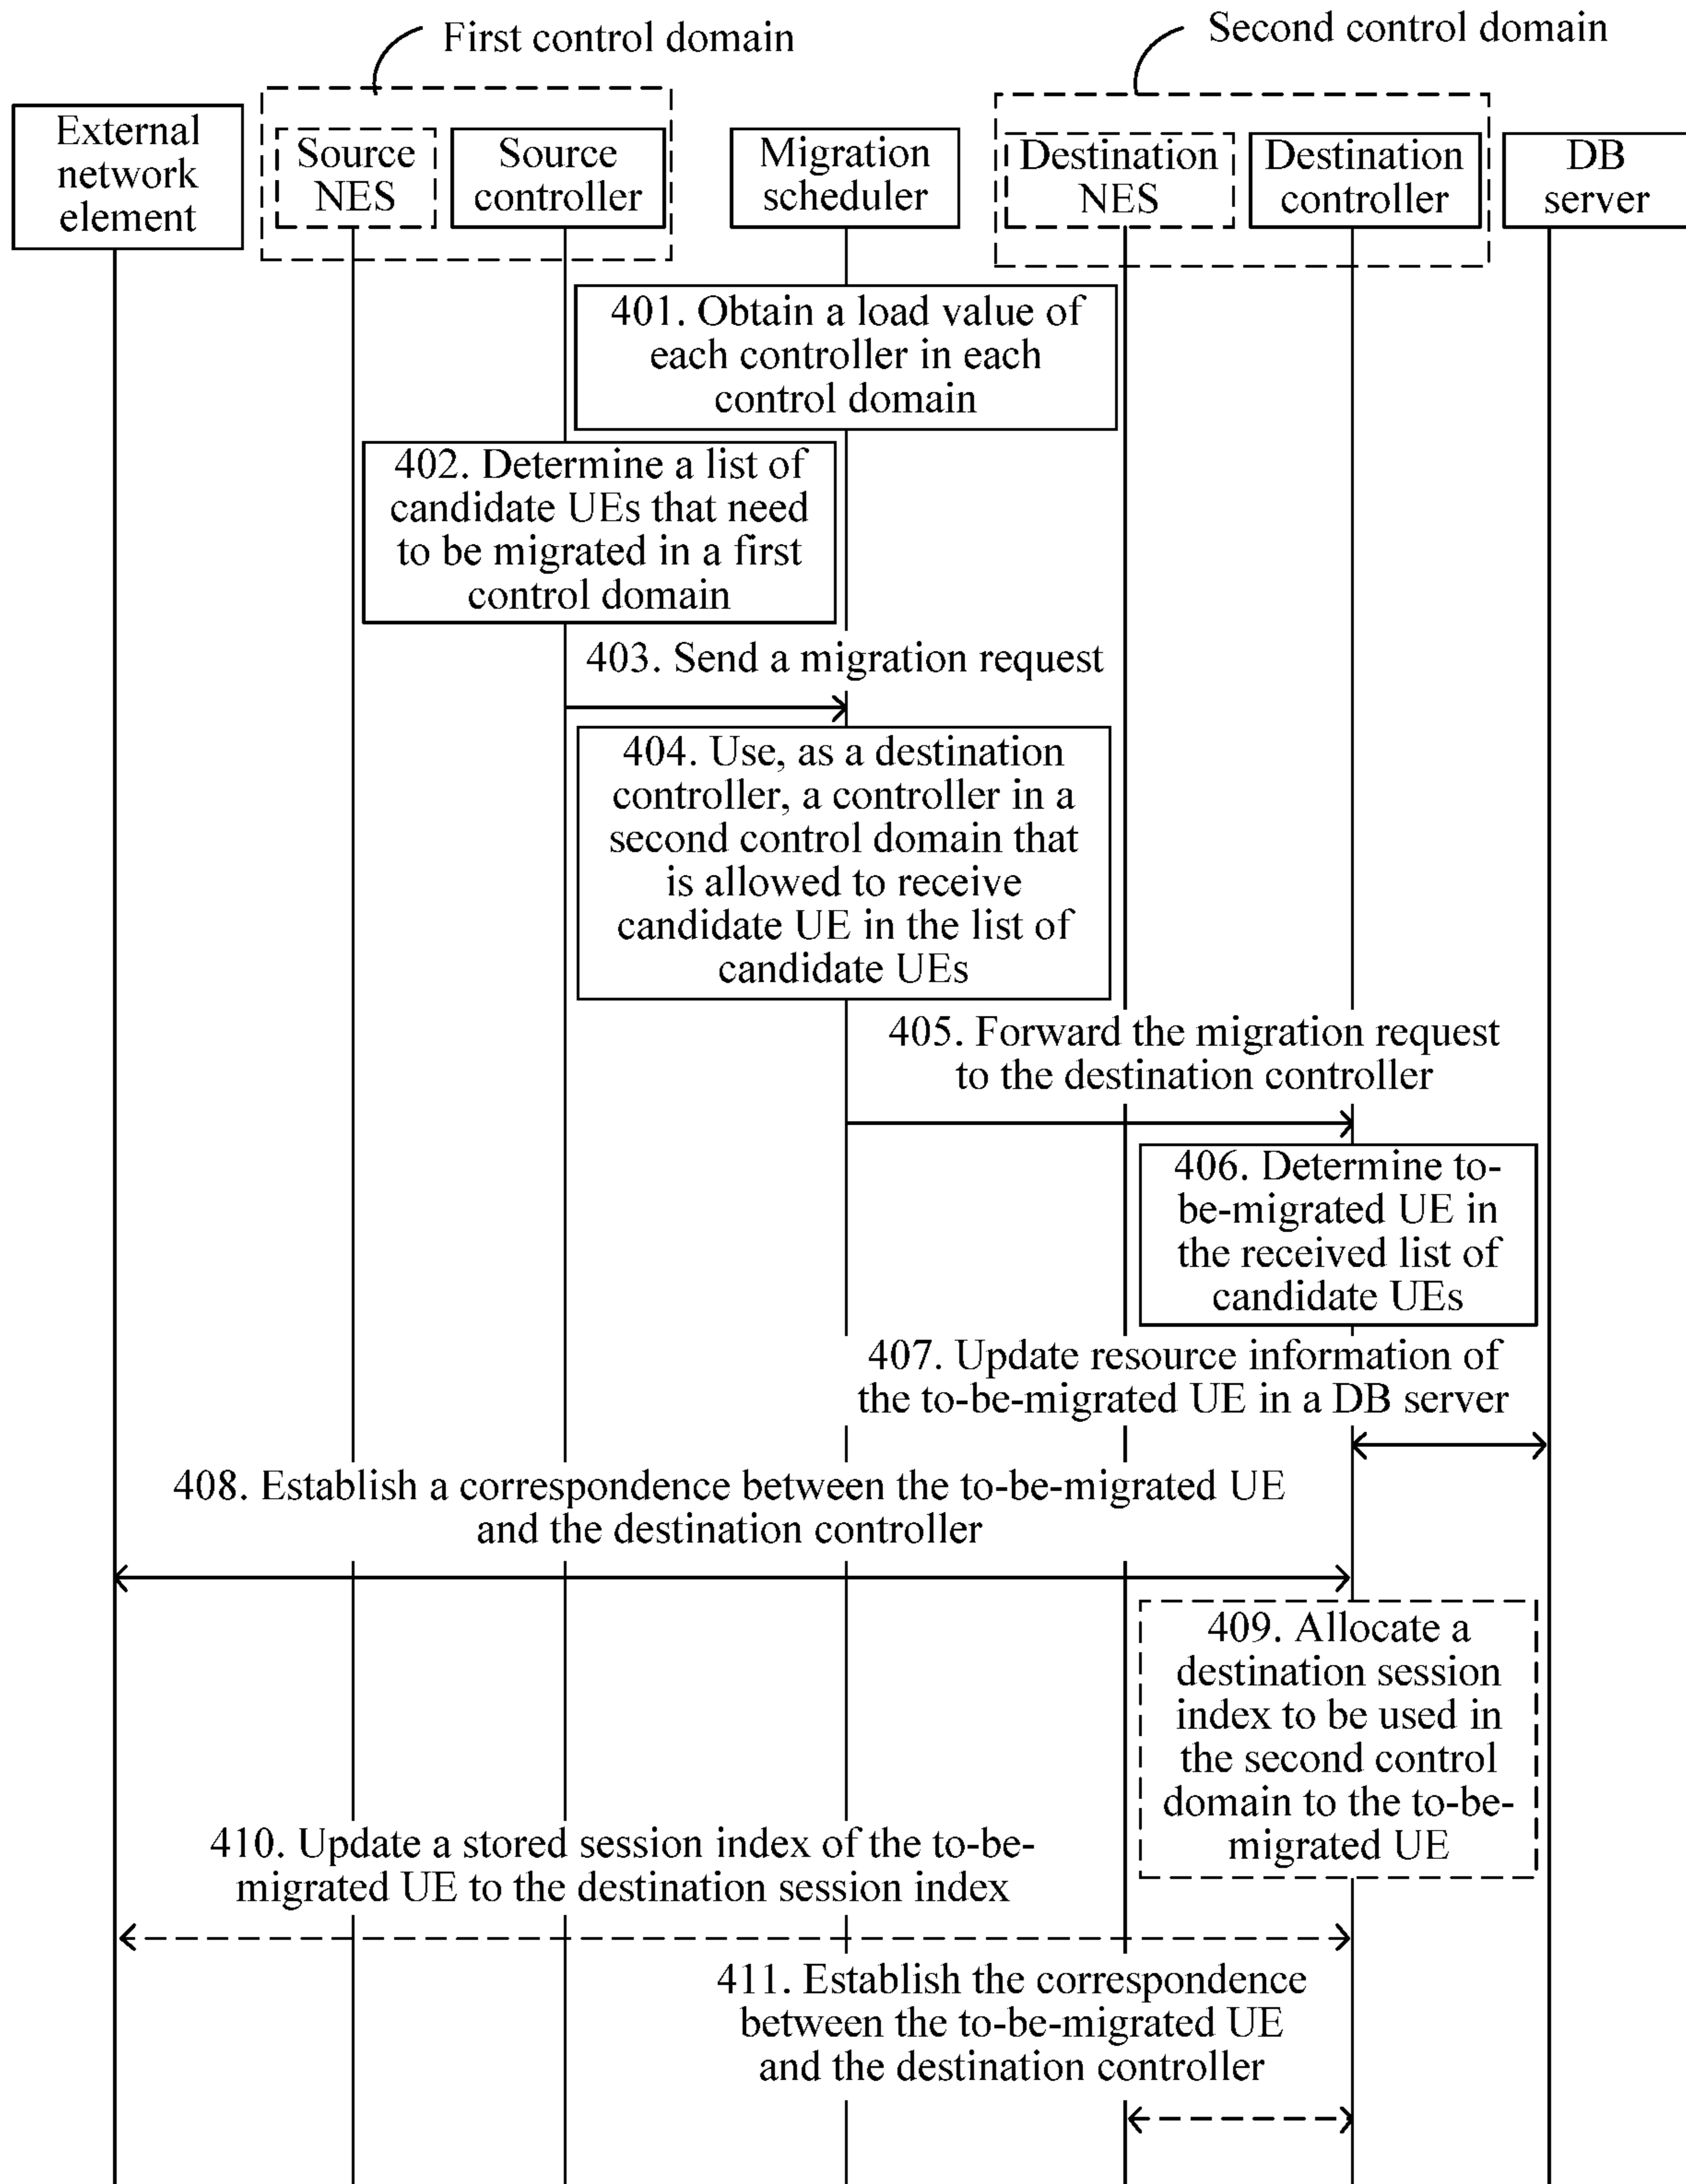 First control domain
Second control domain
External
network
element
Source
NES
Source
controller
Migration
scheduler
Destination
NES
Destination
controller
DB
server
401. Obtain a load value of
each controller in each
control domain
402. Determine a list of
candidate UEs that need
to be migrated in a first
control domain
403. Send a migration request
404. Use, as a destination
controller, a controller in a
second control domain that
is allowed to receive
candidate UE in the list of
candidate UEs
405. Forward the migration request
to the destination controller
406. Determine to-
be-migrated UE in
the received list of
candidate UEs
407. Update resource information of
the to-be-migrated UE in a DB server
408. Establish a correspondence between the to-be-migrated UE
and the destination controller
409. Allocate a
destination session
index to be used in
the second control
domain to the to-be-
migrated UE
410. Update a stored session index of the to-be-
migrated UE to the destination session index
411. Establish the correspondence
between the to-be-migrated UE
and the destination controller